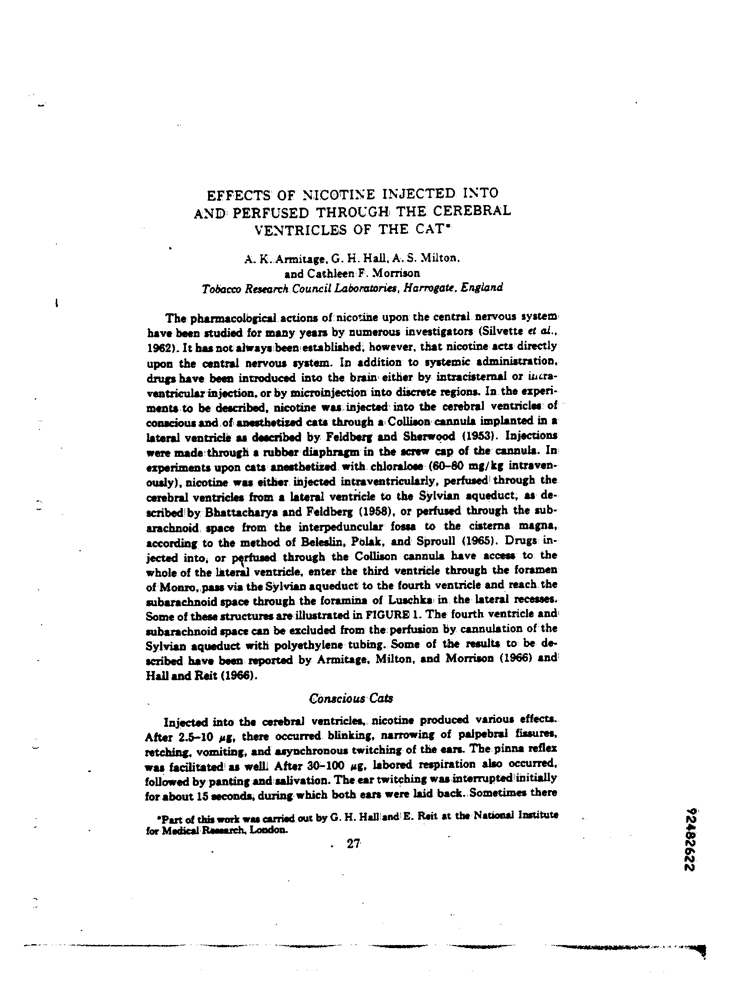 EFFECTS OF NICOTINE INJECTED INTO
AND PERFUSED THROUGH THE CEREBRAL
VENTRICLES OF THE CAT*
A. K. Armitage, G. H. Hall, A. S. Milton,
and Cathleen F. Morrison
Tobacco Research Council Laboratories, Harrogate, England
The pharmacological actions of nicotine upon the central nervous system
have been studied for many years by numerous investigators (Silvette et al.,
1962). It has not always been established, however, that nicotine acts directly
upon the central nervous system. In addition to systemic administration,
drugs have been introduced into the brain either by intracisternal or intra-
ventricular injection, or by microinjection into discrete regions. In the experi-
ments to be described, nicotine was injected into the cerebral ventricles of
conscious and of anesthetized cats through a Collison cannula implanted in a
lateral ventricle as described by Feldberg and Sherwood (1953). Injections
were made through a rubber diaphragm in the screw cap of the cannula. In
experiments upon cats anesthetized with chloralose (60-80 mg/kg intraven-
ously), nicotine was either injected intraventricularly, perfused through the
cerebral ventricles from a lateral ventricle to the Sylvian aqueduct, as de-
scribed by Bhattacharya and Feldberg (1958), or perfused through the sub-
arachnoid space from the interpeduncular fossa to the cisterna magna,
according to the method of Beleslin, Polak, and Sproull (1965). Drugs in-
jected into, or perfused through the Collison cannula have access to the
whole of the lateral ventricle, enter the third ventricle through the foramen
of Monro, pass via the Sylvian aqueduct to the fourth ventricle and reach the
subarachnoid space through the foramina of Luschka in the lateral recesses.
Some of these structures are illustrated in FIGURE 1. The fourth ventricle and
subarachnoid space can be excluded from the perfusion by cannulation of the
Sylvian aqueduct with polyethylene tubing. Some of the results to be de-
scribed have been reported by Armitage, Milton, and Morrison (1966) and
Hall and Reit (1966).
Conscious Cats
Injected into the cerebral ventricles, nicotine produced various effects.
After 2.5-10 µg, there occurred blinking, narrowing of palpebral fissures,
retching, vomiting, and asynchronous twitching of the ears. The pinna reflex
was facilitated as well. After 30-100 µg, labored respiration also occurred,
followed by panting and salivation. The ear twitching was interrupted initially
for about 15 seconds, during which both ears were laid back. Sometimes there
*Part of this work was carried out by G. H. Hall and E. Reit at the National Institute
for Medical Research, London.
27
92482622